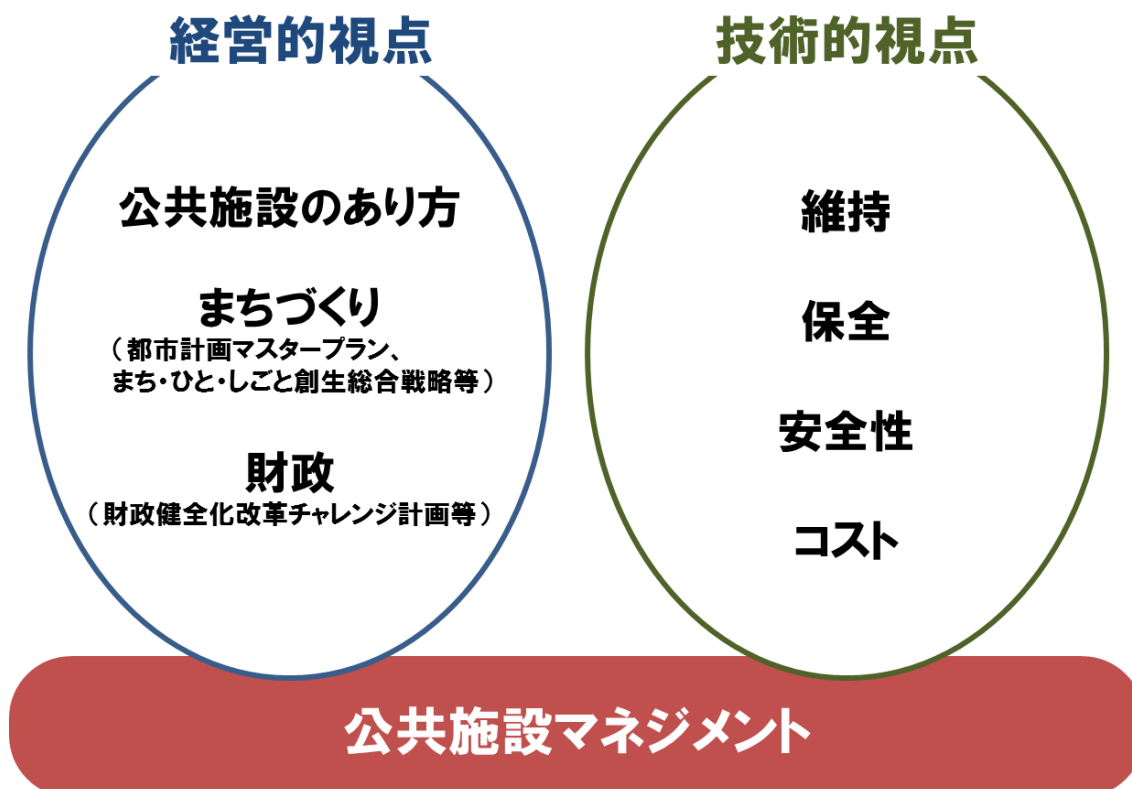 経営的視点
公共施設のあり方
まちづくり
（都市計画マスタープラン、
まち・ひと・しごと創生総合戦略等）
財政
（財政健全化改革チャレンジ計画等）
技術的視点
維持
保全
安全性
コスト
公共施設マネジメント